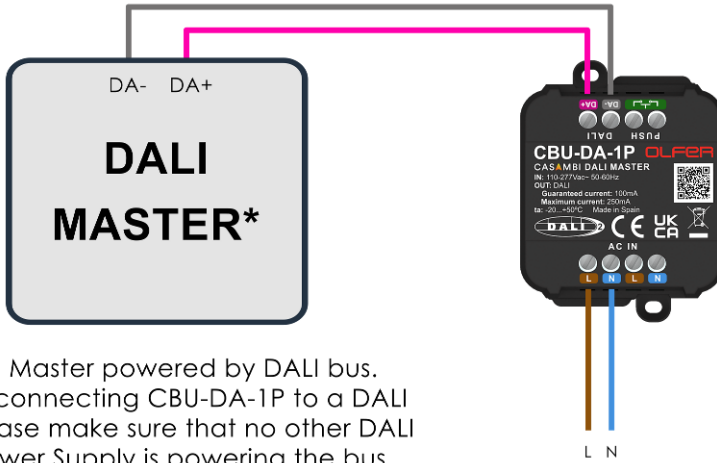 DA- DA+
DALI
MASTER*
DA+ DA-
DALI PUSH
CBU-DA-1P OLFER
CASAMBI DALI MASTER
IN: 110-277Vac~ 50-60Hz
OUT: DALI
Guaranteed current: 100mA
Maximum current: 250mA
ta: -20...+50ºC Made in Spain
DALI 2 CE UK CA
AC IN
L N L N
Master powered by DALI bus.
connecting CBU-DA-1P to a DALI
ase make sure that no other DALI
wer Supply is powering the bus
L N